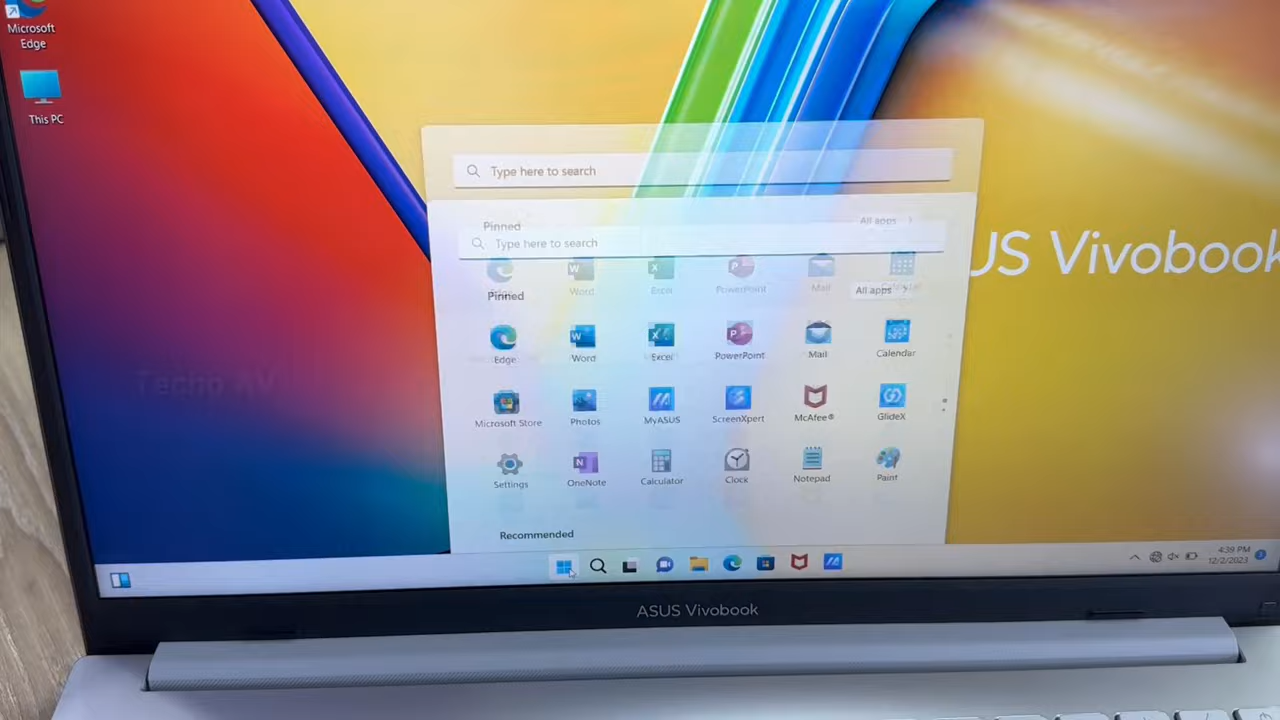 Microsoft
Edge
This PC
Type here to search
Pinned
All apps
Type here to search
Word
Excel
PowerPoint
Mail
Pinned
All apps
Edge
Word
Excel
PowerPoint
Mail
Calendar
Microsoft Store
Photos
MyASUS
ScreenXpert
McAfee®
GlideX
Settings
OneNote
Calculator
Clock
Notepad
Paint
Recommended
US Vivobook
Techno AV
4:39 PM
12/2/2023
ASUS Vivobook